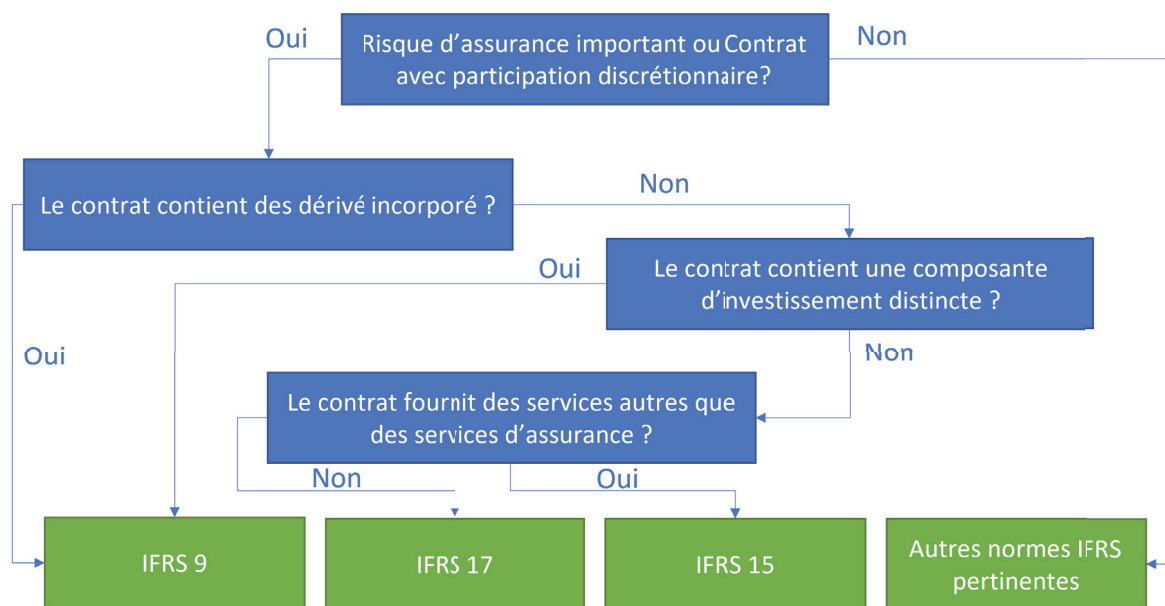 Oui
Risque d'assurance important ou Contrat
avec participation discrétionnaire?
Non
Le contrat contient des dérivé incorporé ?
Non
Oui
Le contrat contient une composante
d'investissement distincte ?
Oui
Non
Le contrat fournit des services autres que
des services d'assurance ?
Non
Oui
IFRS 9
IFRS 17
IFRS 15
Autres normes IFRS
pertinentes